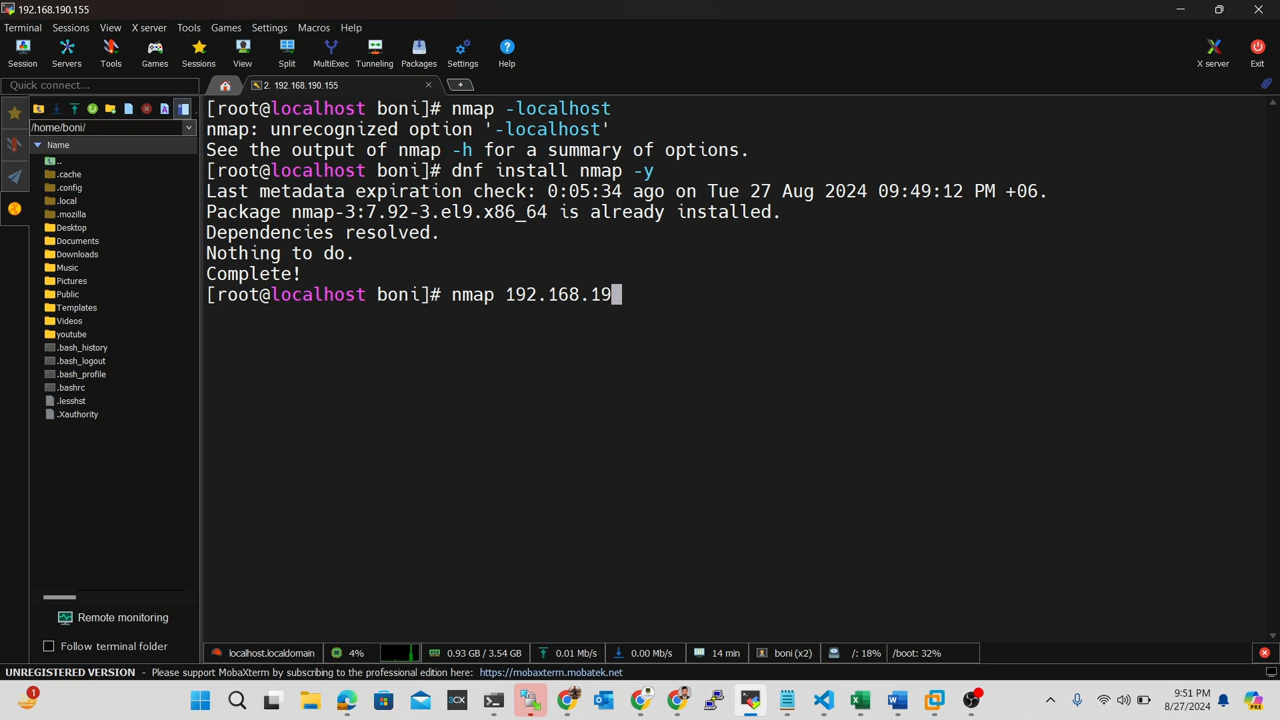 192.168.190.155
Terminal Sessions View X server Tools Games Settings Macros Help
Session Servers Tools Games Sessions View Split MultiExec Tunneling Packages Settings Help X server Exit
Quick connect...
2. 192.168.190.155
/home/boni/
Name
..
.cache
.config
.local
.mozilla
Desktop
Documents
Downloads
Music
Pictures
Public
Templates
Videos
youtube
.bash_history
.bash_logout
.bash_profile
.bashrc
.lesshst
.Xauthority
Remote monitoring
Follow terminal folder
[root@localhost boni]# nmap -localhost
nmap: unrecognized option '-localhost'
See the output of nmap -h for a summary of options.
[root@localhost boni]# dnf install nmap -y
Last metadata expiration check: 0:05:34 ago on Tue 27 Aug 2024 09:49:12 PM +06.
Package nmap-3:7.92-3.el9.x86_64 is already installed.
Dependencies resolved.
Nothing to do.
Complete!
[root@localhost boni]# nmap 192.168.19
localhost.localdomain 4% 0.93 GB / 3.54 GB 0.01 Mb/s 0.00 Mb/s 14 min boni (x2) /: 18% /boot: 32%
UNREGISTERED VERSION - Please support MobaXterm by subscribing to the professional edition here: https://mobaxterm.mobatek.net
1
3CX
9:51 PM
8/27/2024
PRE